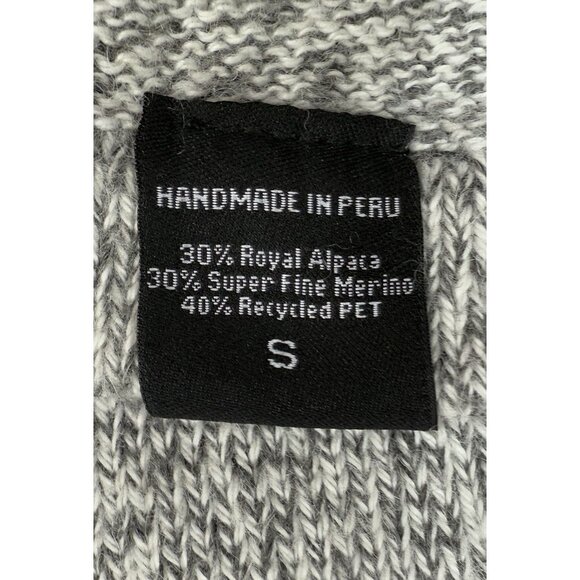 HANDMADE IN PERU
30% Royal Alpaca
30% Super Fine Merino
40% Recycled PET
S